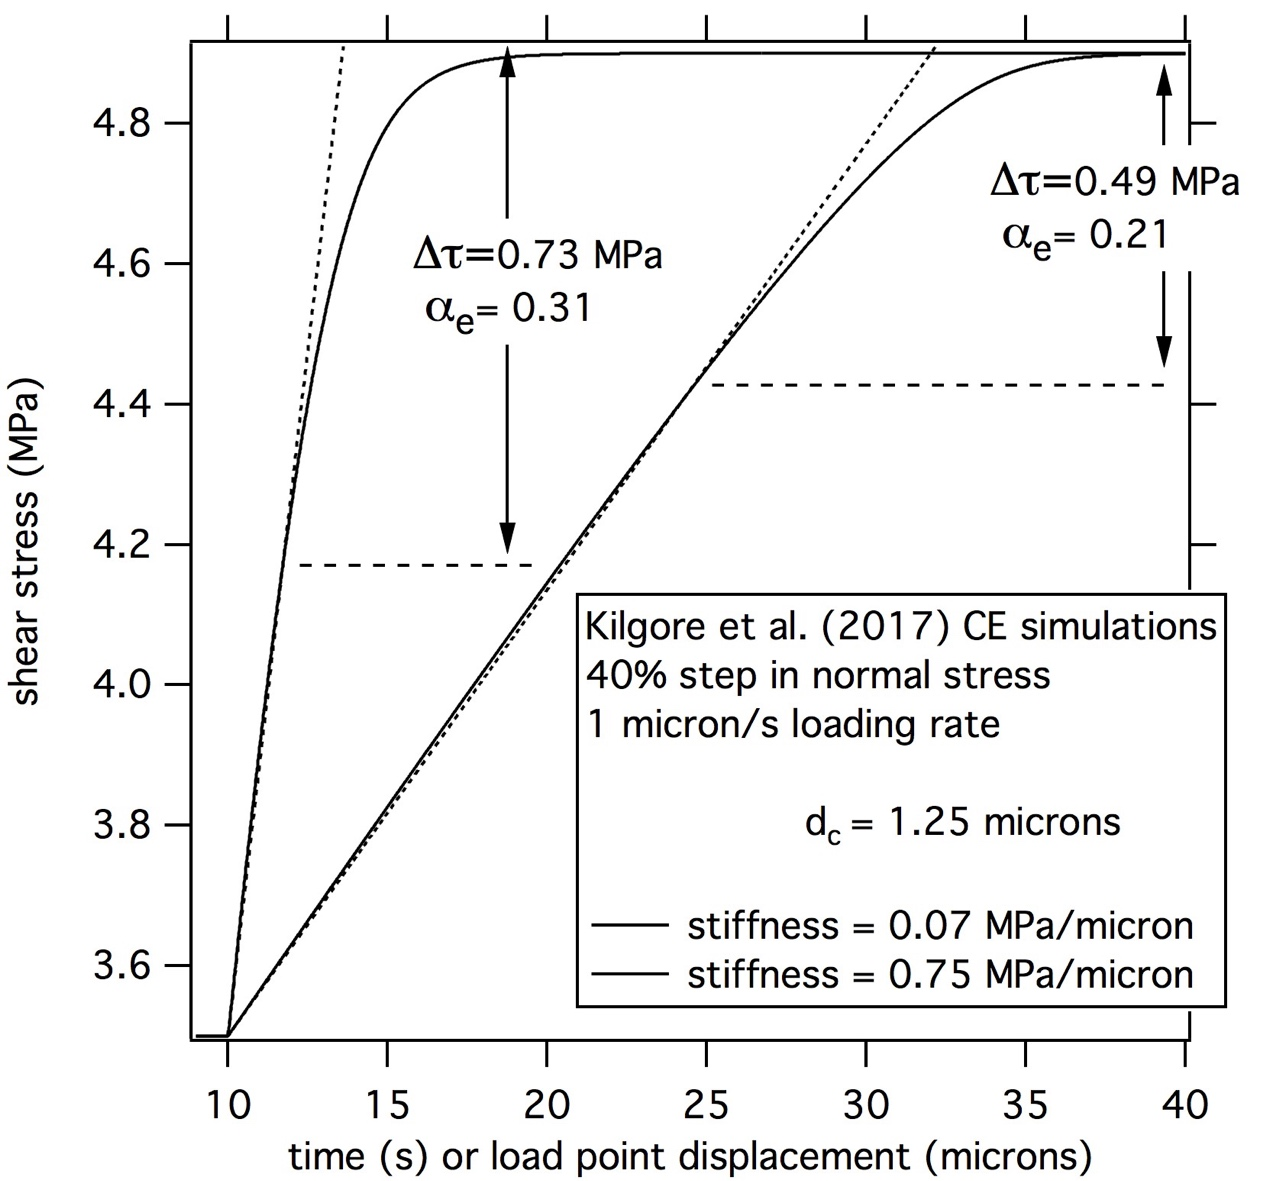 4.8
4.6
4.4
4.2
4.0
3.8
3.6
shear stress (MPa)
Δτ=0.73 MPa
αe= 0.31
Δτ=0.49 MPa
αe= 0.21
Kilgore et al. (2017) CE simulations
40% step in normal stress
1 micron/s loading rate
dc = 1.25 microns
stiffness = 0.07 MPa/micron
stiffness = 0.75 MPa/micron
10 15 20 25 30 35 40
time (s) or load point displacement (microns)